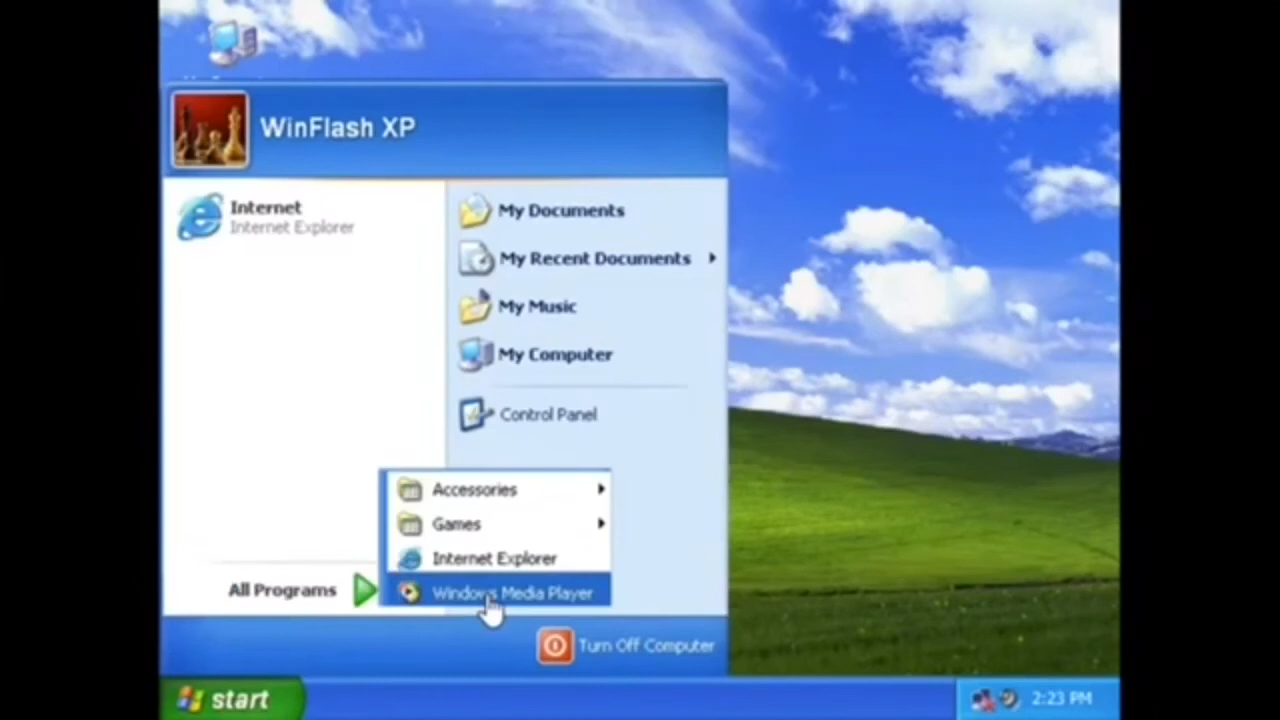 WinFlash XP
Internet
Internet Explorer
My Documents
My Recent Documents
My Music
My Computer
Control Panel
Accessories
Games
Internet Explorer
Windows Media Player
All Programs
Turn Off Computer
start
2:23 PM